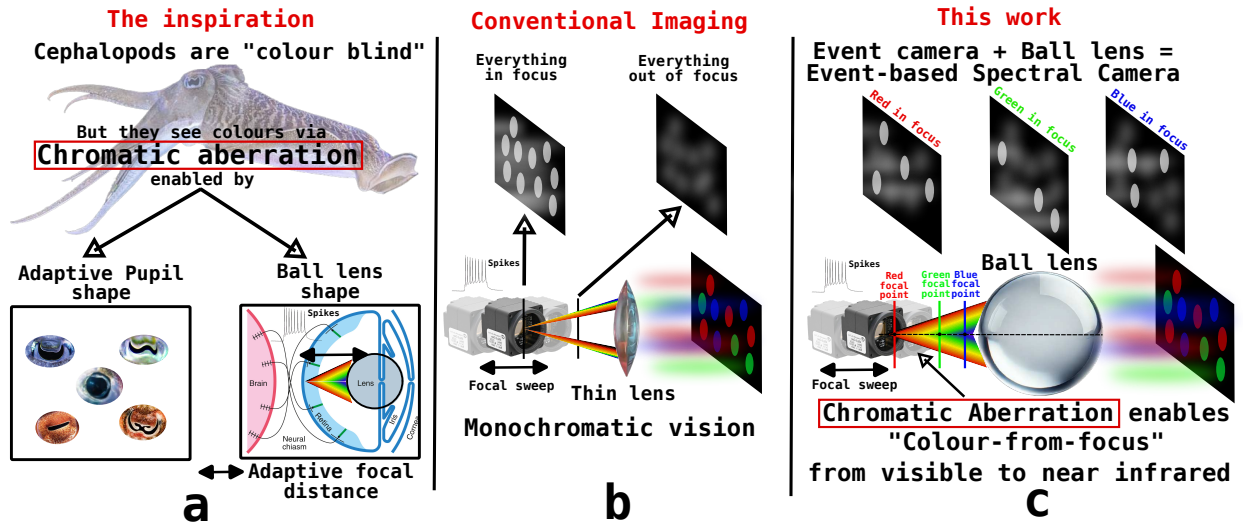 The inspiration
Cephalopods are "colour blind"
But they see colours via
Chromatic aberration
enabled by
Adaptive Pupil
shape
Ball lens
shape
Spikes
Brain
Lens
Retina
Iris
Cornea
Neural
chiasm
Adaptive focal
distance
a
Conventional Imaging
Everything
in focus
Everything
out of focus
Spikes
Focal sweep
Thin lens
Monochromatic vision
b
This work
Event camera + Ball lens =
Event-based Spectral Camera
Red in focus
Green in focus
Blue in focus
Spikes
Ball lens
Red
focal
point
Green
focal
point
Blue
focal
point
Focal sweep
Chromatic Aberration enables
"Colour-from-focus"
from visible to near infrared
c